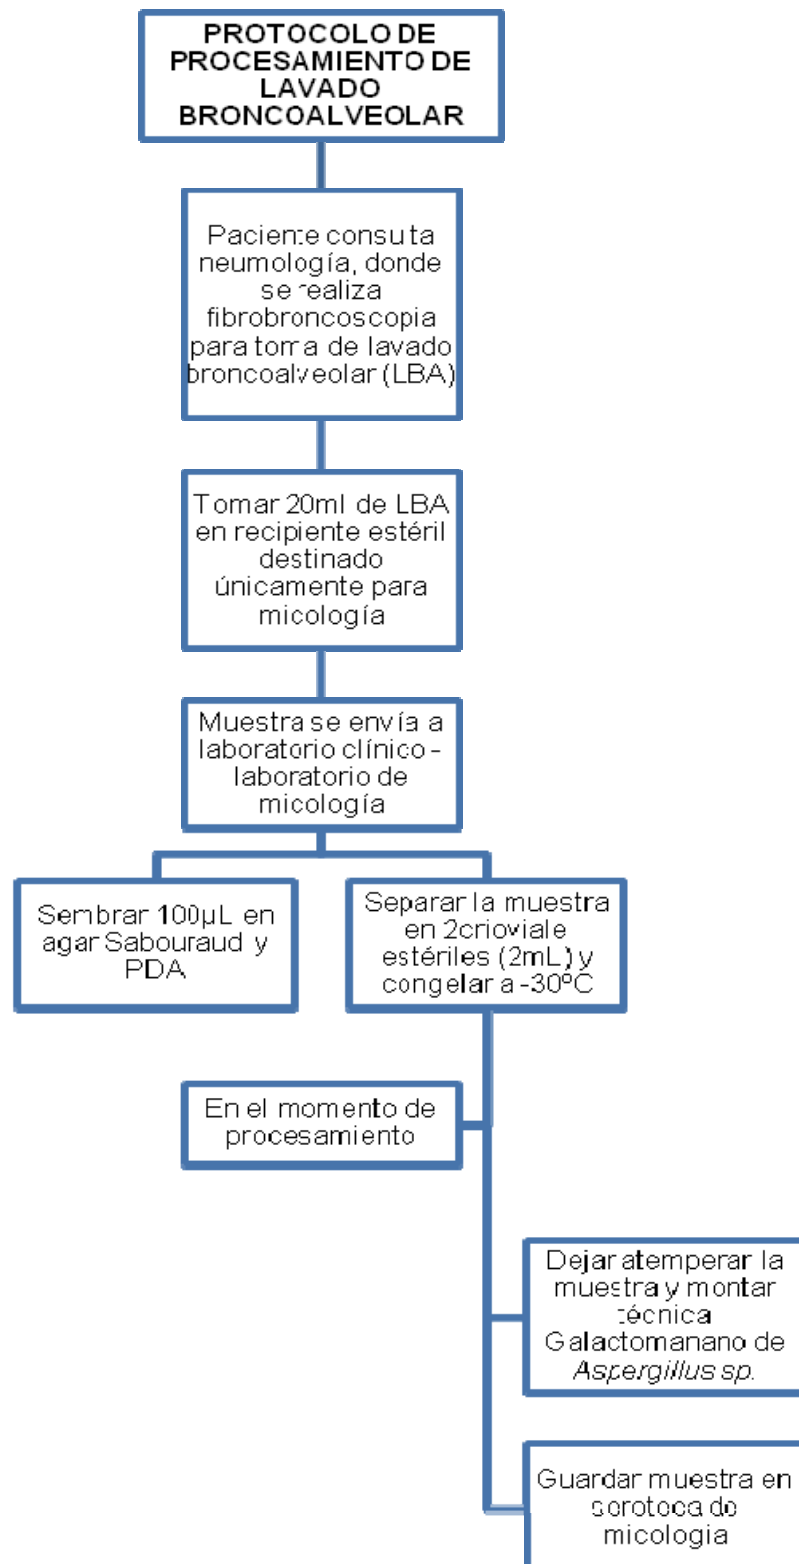 PROTOCOLO DE
PROCESAMIENTO DE
LAVADO
BRONCOALVEOLAR
Paciente consulta
neumología, donde
se realiza
fibrobroncoscopia
para toma de lavado
broncoalveolar (LBA)
Tomar 20ml de LBA
en recipiente estéril
destinado
únicamente para
micología
Muestra se envía a
laboratorio clínico -
laboratorio de
micología
Sembrar 100µL en
agar Sabouraud y
PDA
Separar la muestra
en 2crioviale
estériles (2mL) y
congelar a -30ºC
En el momento de
procesamiento
Dejar atemperar la
muestra y montar
técnica
Galactomanano de
Aspergillus sp.
Guardar muestra en
seroteca de
micologia